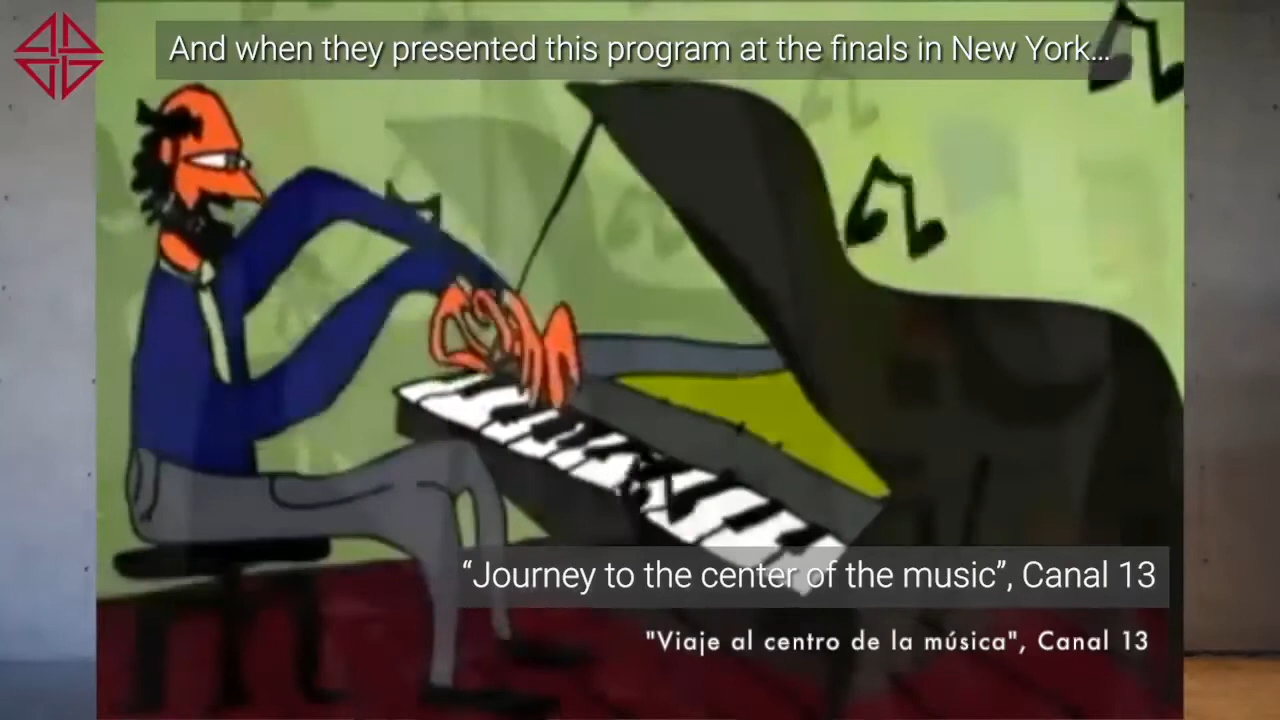 And when they presented this program at the finals in New York...
“Journey to the center of the music”, Canal 13
"Viaje al centro de la música", Canal 13